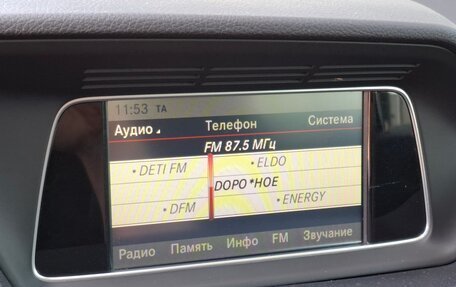 11:53 TA
Аудио Телефон Система
FM 87.5 МГц
• DETI FM • ELDO
DOPO*HOE
• DFM • ENERGY
Радио Память Инфо FM Звучание